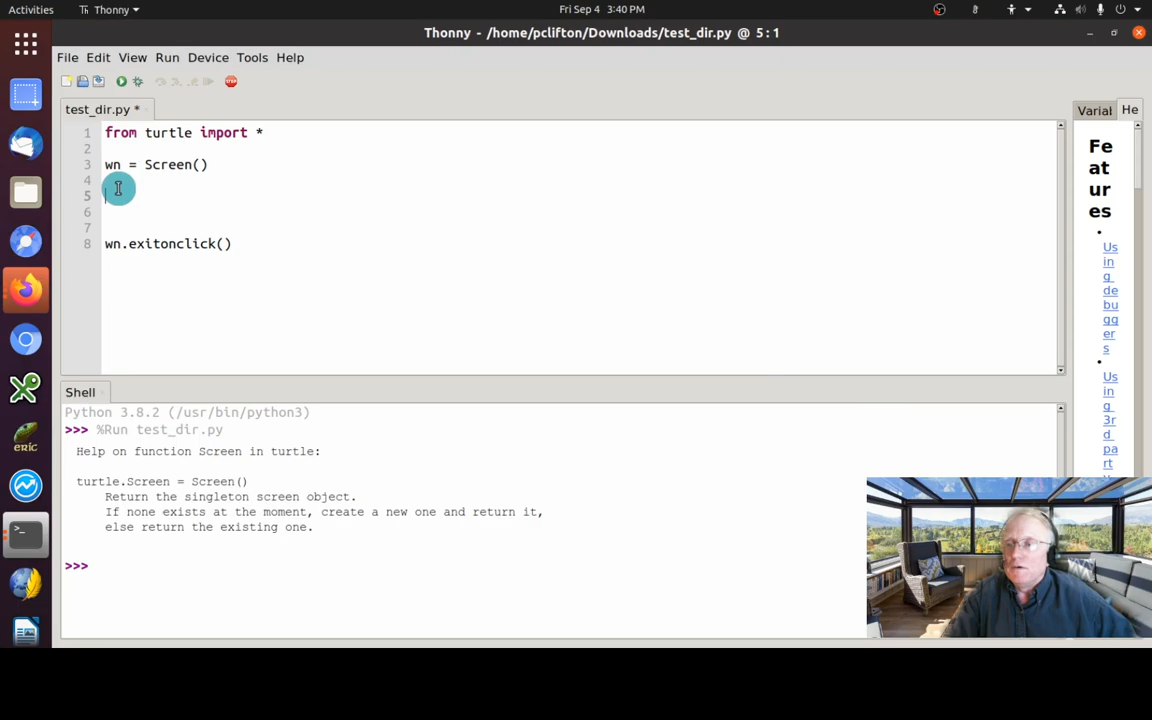 Activities
Thonny
Fri Sep 4 3:40 PM
Thonny - /home/pclifton/Downloads/test_dir.py @ 5 : 1
File Edit View Run Device Tools Help
STOP
test_dir.py *
1 from turtle import *
2
3 wn = Screen()
4
5
6
7
8 wn.exitonclick()
Varial
He
Fe
at
ur
es
Us
in
g
de
bu
gg
er
s
Us
in
g
3r
d
pa
rt
Shell
Python 3.8.2 (/usr/bin/python3)
>>> %Run test_dir.py
Help on function Screen in turtle:
turtle.Screen = Screen()
Return the singleton screen object.
If none exists at the moment, create a new one and return it,
else return the existing one.
>>>
eric